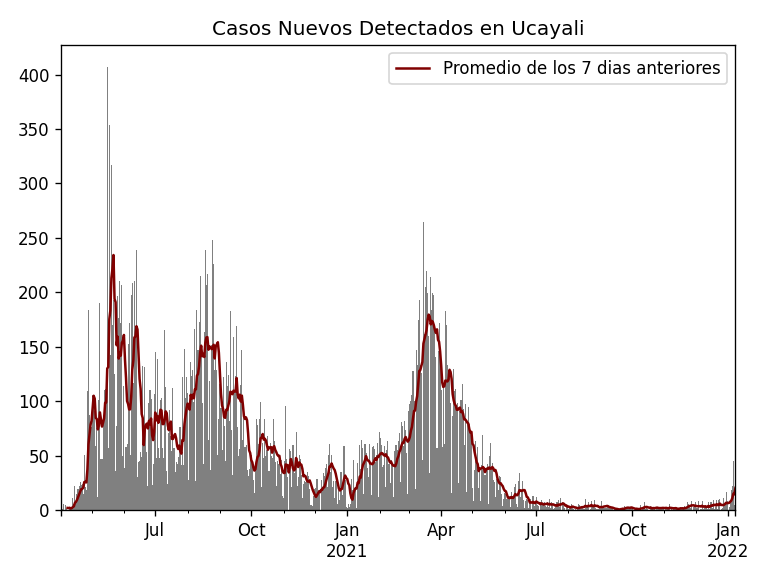 Casos Nuevos Detectados en Ucayali
Promedio de los 7 dias anteriores
400
350
300
250
200
150
100
50
0
Jul
Oct
Jan
2021
Apr
Jul
Oct
Jan
2022